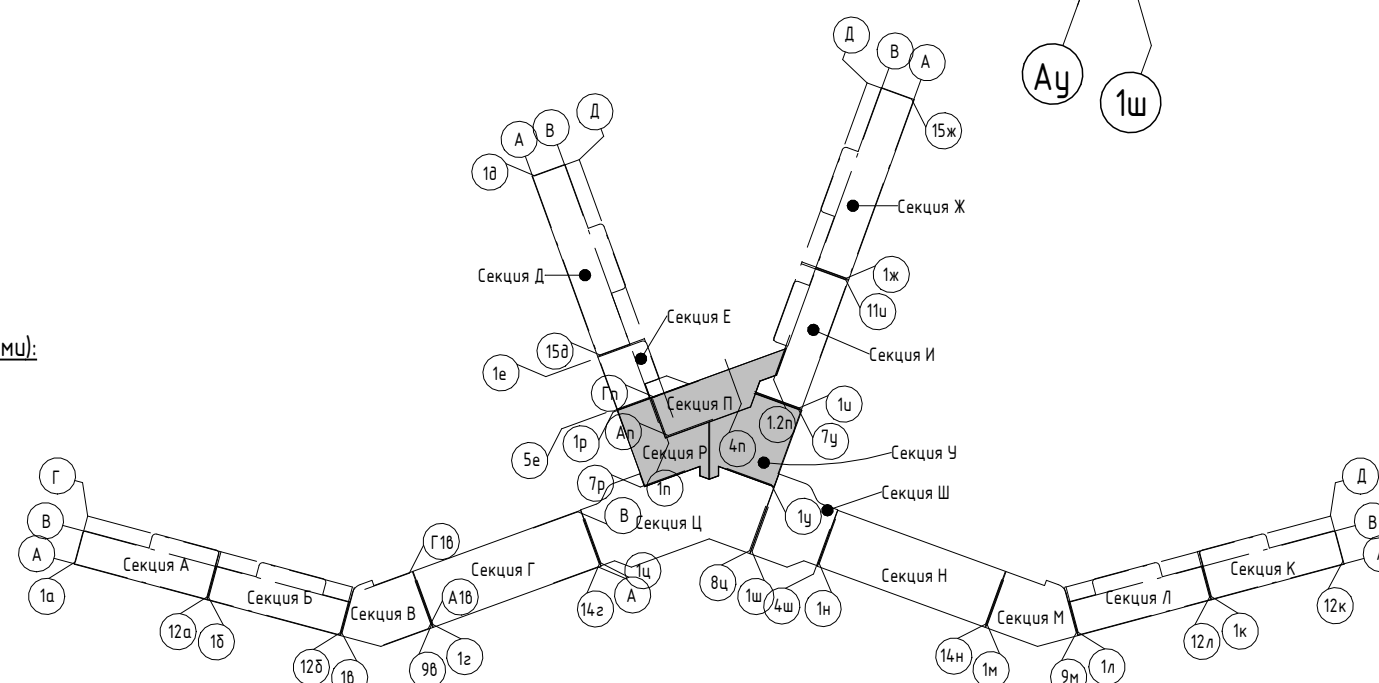 Ау
1ш
Д
В
А
15ж
Д
В
А
1д
Секция Ж
Секция Д
1ж
11и
Секция Е
ми):
15д
Секция И
1е
Гп
Секция П
1и
1.2п
7у
Ап
1р
4п
5е
Секция Р
Секция У
7р
1п
Г
Д
Секция Ш
В
В
Секция Ц
1у
В
А
Г1в
А
Секция А
Секция Г
1ц
8ц
Секция Н
Секция К
1а
Секция Б
А1в
А
1ш
Секция Л
Секция В
14г
4ш
1н
Секция М
12к
12а
1б
12л
1к
12б
1в
9в
1г
14н
1м
9м
1л